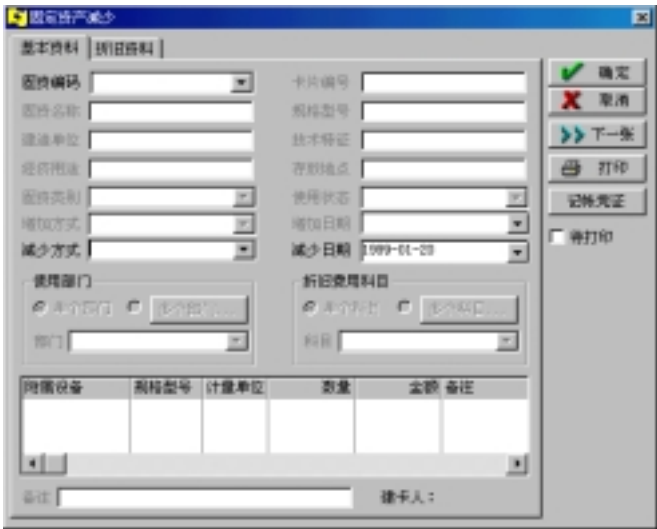 固定资产减少
基本资料 折旧资料
固资编码 卡片编号
固资名称 规格型号
建造单位 技术特征
经济用途 存放地点
固资类别 使用状态
增加方式 增加日期
减少方式 减少日期 1999-01-20
使用部门 折旧费用科目
单个部门 多个部门... 单个科目 多个科目...
部门 科目
附属设备 规格型号 计量单位 数量 金额 备注
备注 建卡人:
确定
取消
下一张
打印
记帐凭证
待打印